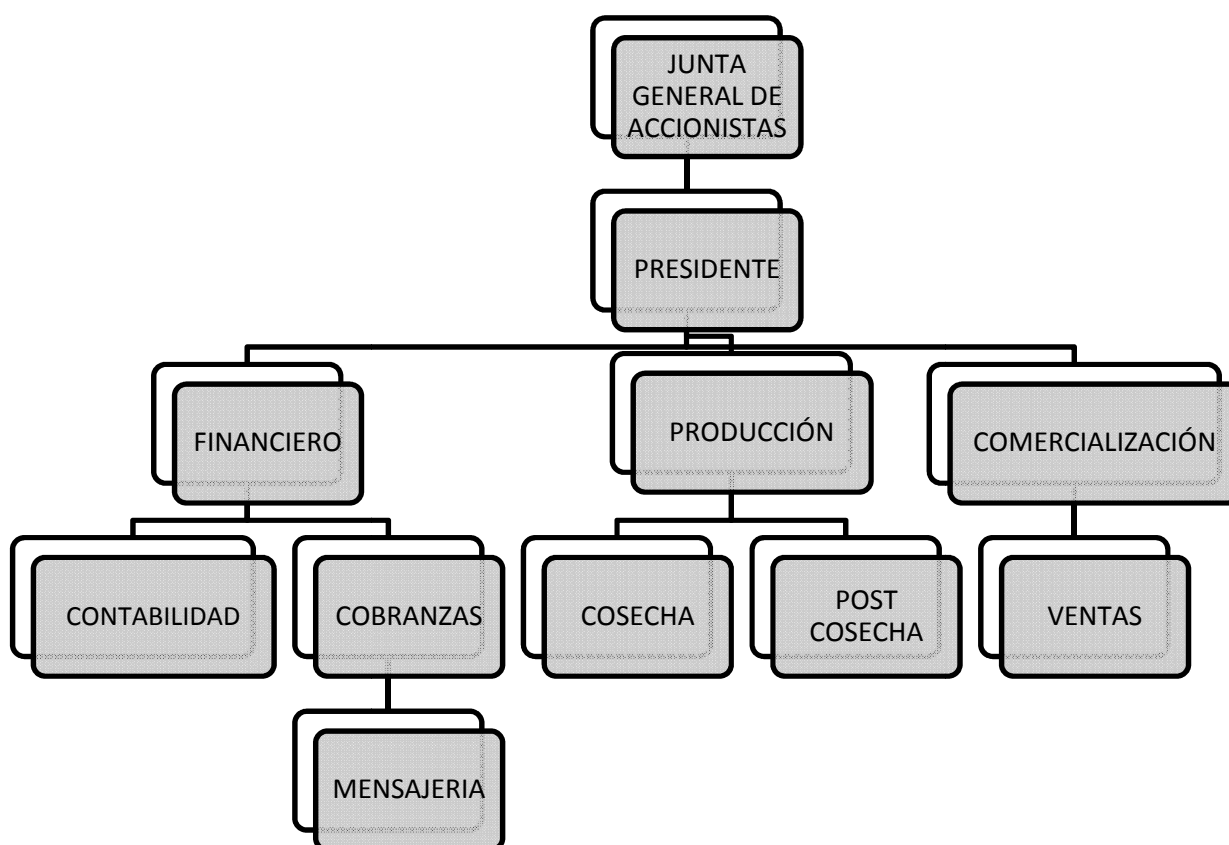 JUNTA
GENERAL DE
ACCIONISTAS
PRESIDENTE
FINANCIERO
PRODUCCIÓN
COMERCIALIZACIÓN
CONTABILIDAD
COBRANZAS
COSECHA
POST
COSECHA
VENTAS
MENSAJERIA